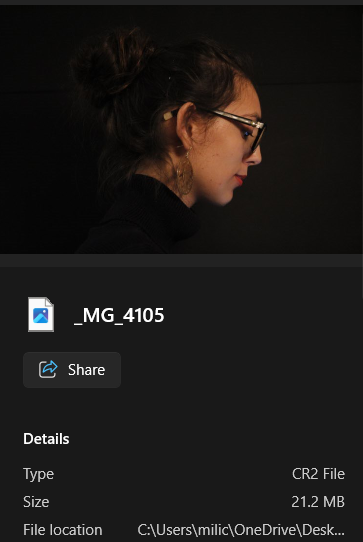 _MG_4105
Share
Details
Type CR2 File
Size 21.2 MB
File location C:\Users\milic\OneDrive\Desk...